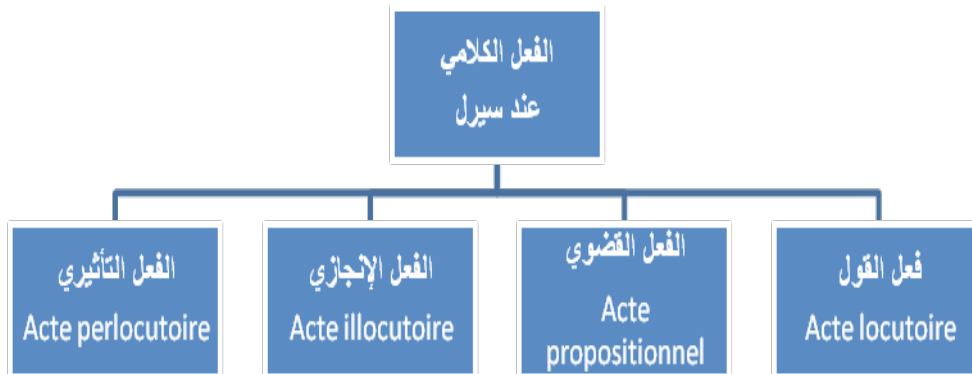 الفعل الكلامي
عند سيرل
فعل القول
Acte locutoire
الفعل القضوي
Acte
propositionnel
الفعل الإنجازي
Acte illocutoire
الفعل التأثيري
Acte perlocutoire